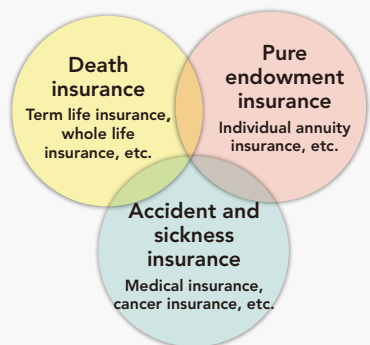 Death
insurance
Term life insurance,
whole life
insurance, etc.
Pure
endowment
insurance
Individual annuity
insurance, etc.
Accident and
sickness
insurance
Medical insurance,
cancer insurance, etc.